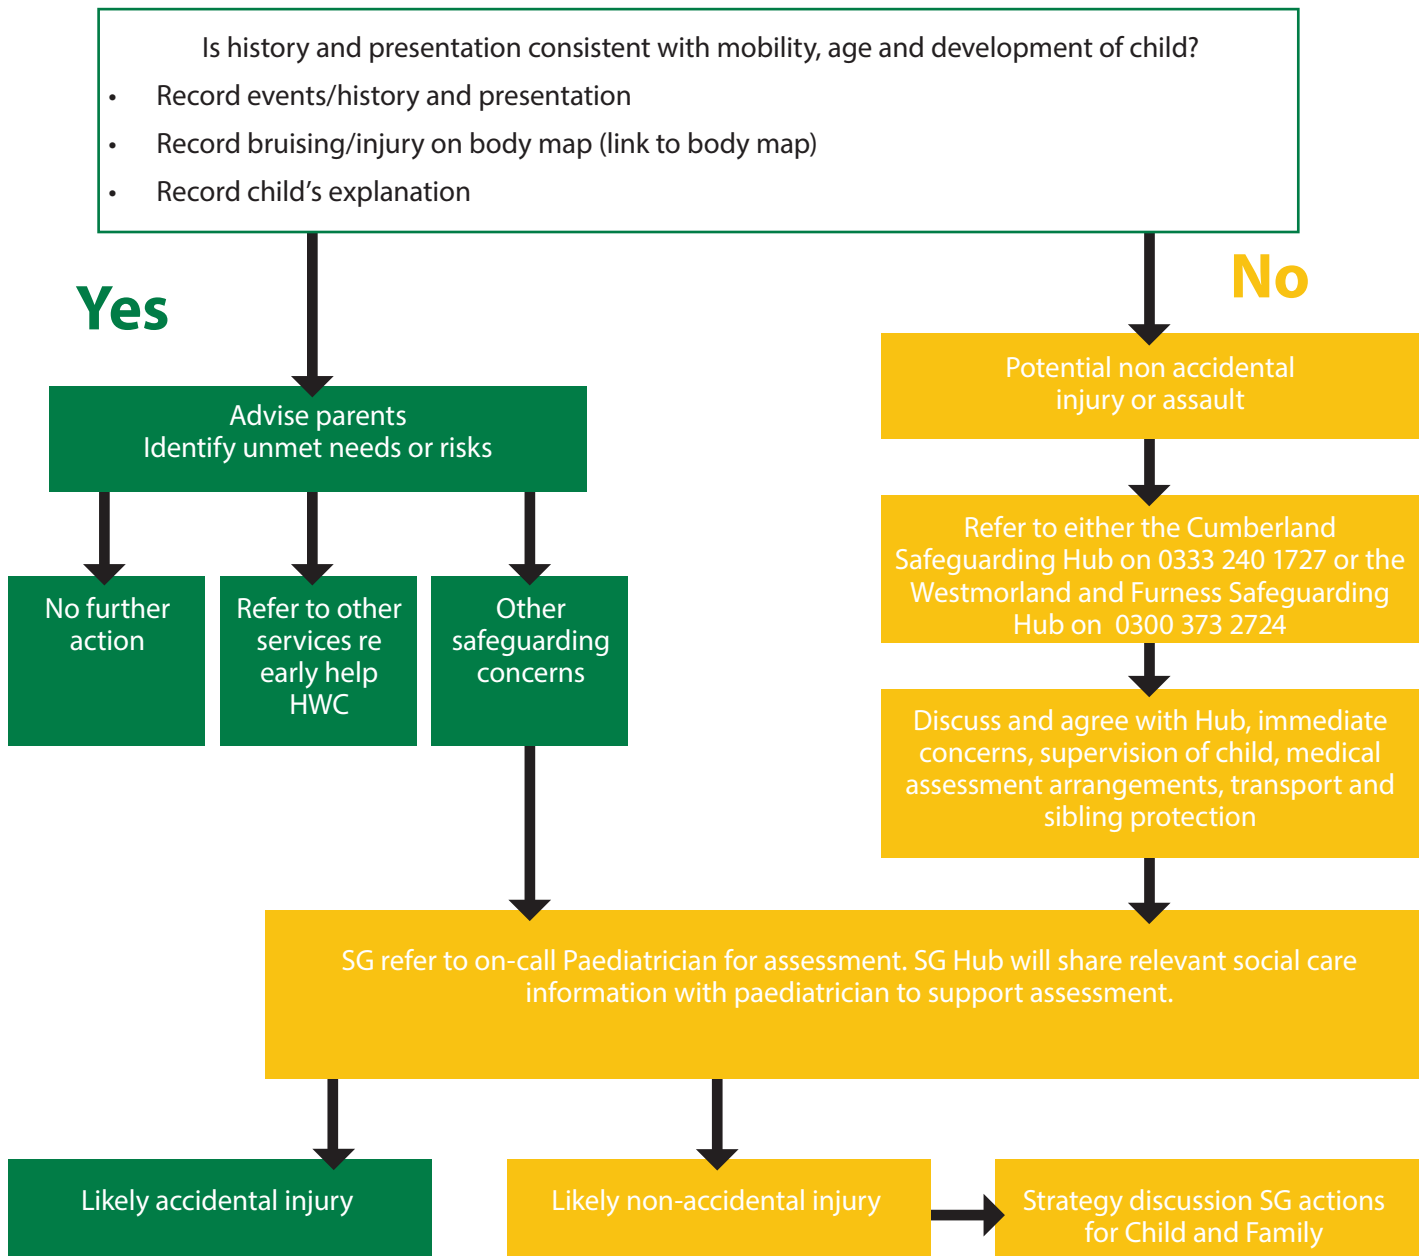 Is history and presentation consistent with mobility, age and development of child?
• Record events/history and presentation
• Record bruising/injury on body map (link to body map)
• Record child’s explanation
Yes
No
Advise parents
Identify unmet needs or risks
Potential non accidental
injury or assault
Refer to either the Cumberland
Safeguarding Hub on 0333 240 1727 or the
Westmorland and Furness Safeguarding
Hub on 0300 373 2724
No further
action
Refer to other
services re
early help
HWC
Other
safeguarding
concerns
Discuss and agree with Hub, immediate
concerns, supervision of child, medical
assessment arrangements, transport and
sibling protection
SG refer to on-call Paediatrician for assessment. SG Hub will share relevant social care
information with paediatrician to support assessment.
Likely accidental injury
Likely non-accidental injury
Strategy discussion SG actions
for Child and Family